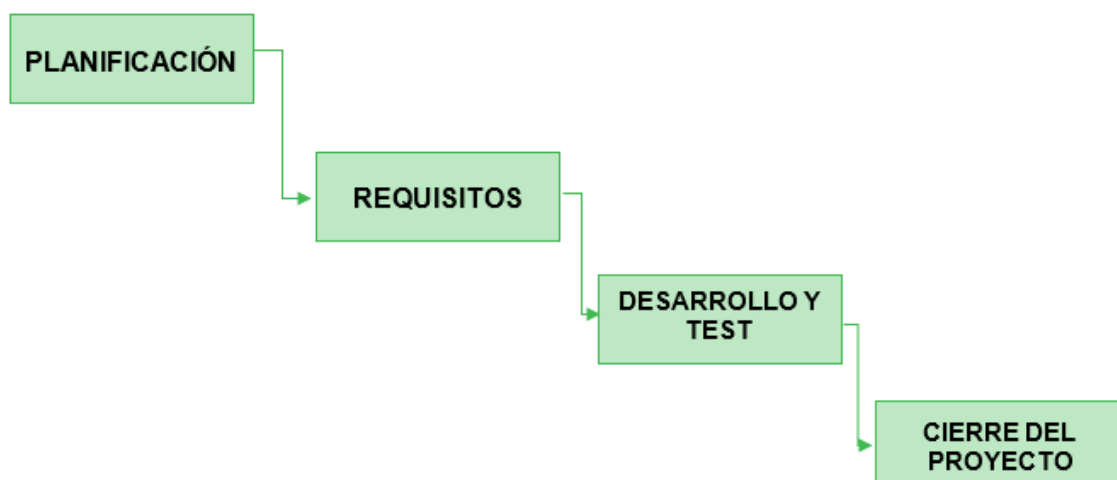 PLANIFICACIÓN
REQUISITOS
DESARROLLO Y
TEST
CIERRE DEL
PROYECTO